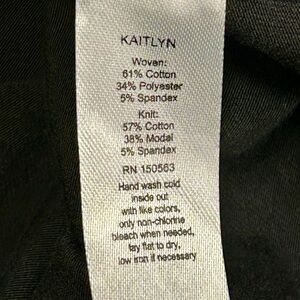 KAITLYN
Woven:
61% Cotton
34% Polyester
5% Spandex
Knit:
57% Cotton
38% Modal
5% Spandex
RN 150563
Hand wash cold
inside out
with like colors,
only non-chlorine
bleach when needed,
lay flat to dry,
low iron if necessary